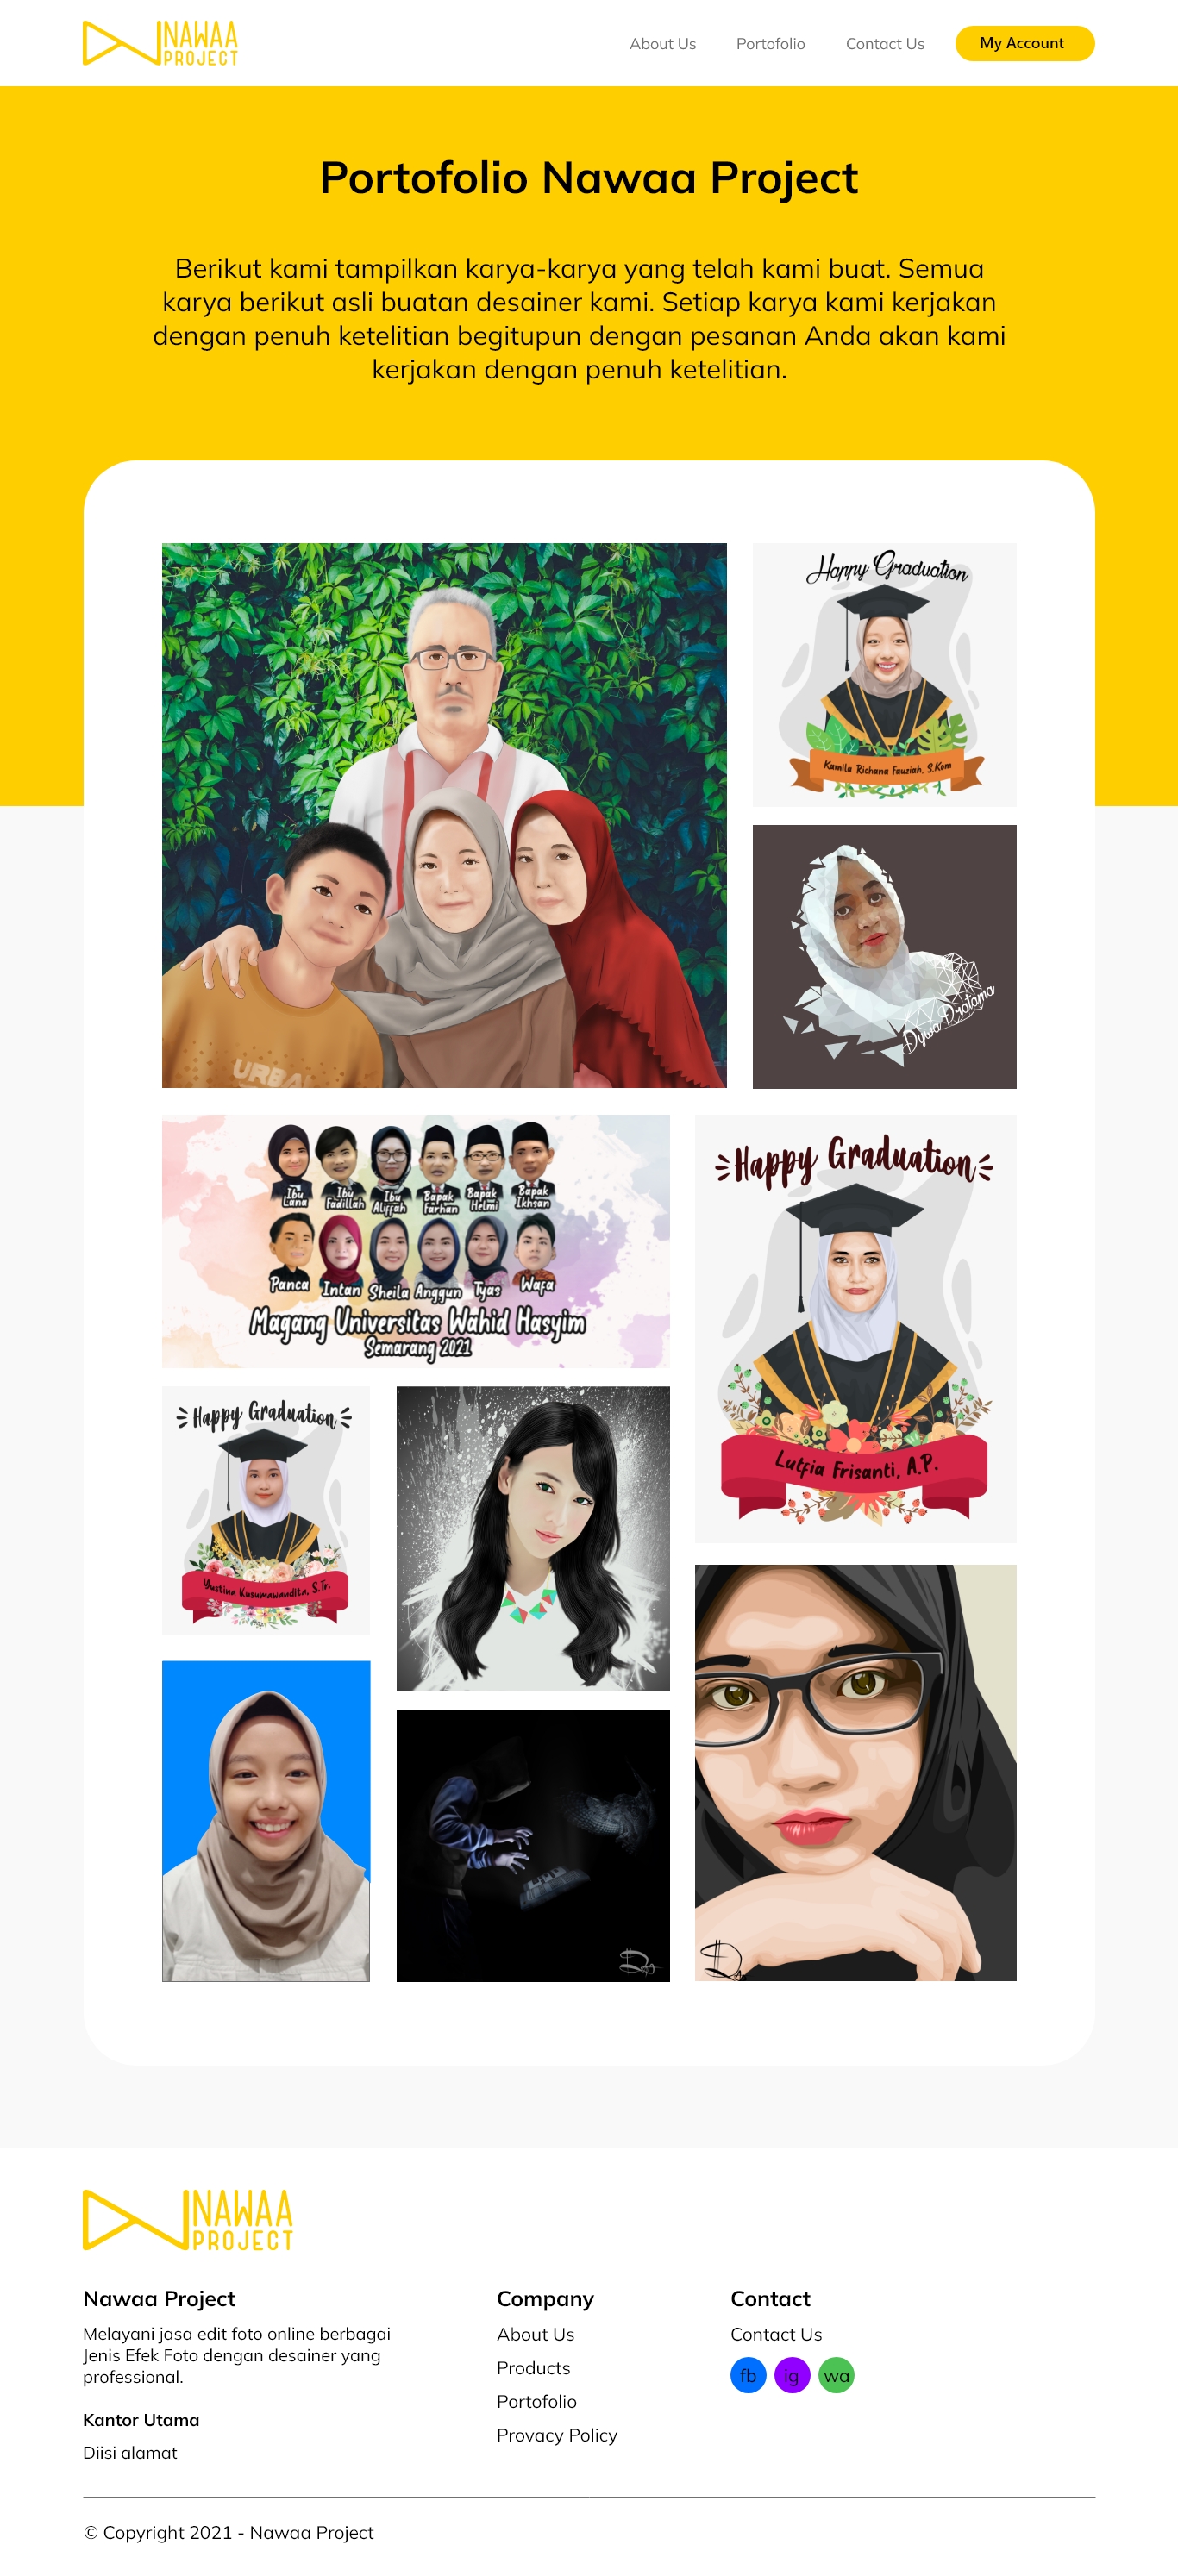 NAWAA
PROJECT
About Us
Portofolio
Contact Us
My Account
Portofolio Nawaa Project
Berikut kami tampilkan karya-karya yang telah kami buat. Semua
karya berikut asli buatan desainer kami. Setiap karya kami kerjakan
dengan penuh ketelitian begitupun dengan pesanan Anda akan kami
kerjakan dengan penuh ketelitian.
Happy Graduation
Kamila Richana Fauziah, S.Kom
Dywa Pratama
Ibu
Lana
Ibu
Fadillah
Ibu
Aliffah
Bapak
Farhan
Bapak
Helmi
Bapak
Ikhsan
Panca
Intan
Sheila
Anggun
Tyas
Wafa
Magang Universitas Wahid Hasyim
Semarang 2021
Happy Graduation
Lutfia Frisanti, A.P.
Happy Graduation
Yustina Kusumawandita, S.Tr.
NAWAA
PROJECT
Nawaa Project
Melayani jasa edit foto online berbagai
Jenis Efek Foto dengan desainer yang
professional.
Kantor Utama
Diisi alamat
Company
About Us
Products
Portofolio
Provacy Policy
Contact
Contact Us
fb
ig
wa
© Copyright 2021 - Nawaa Project